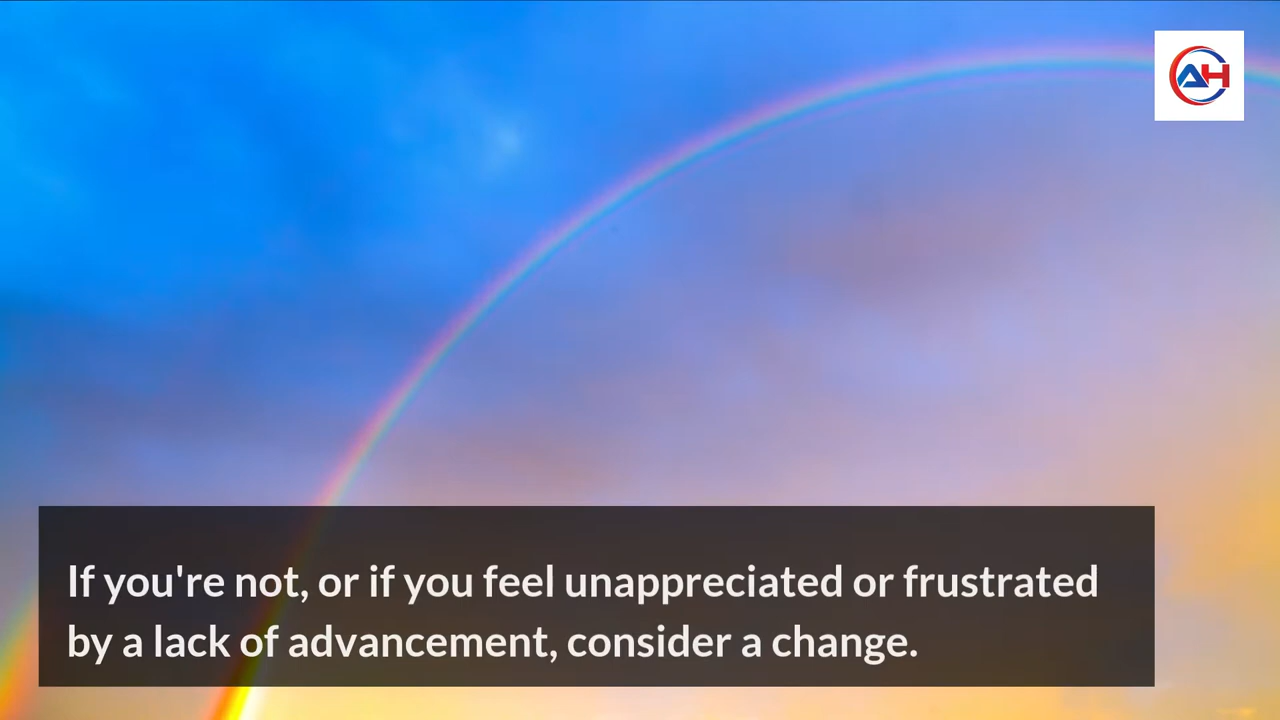 AH
If you're not, or if you feel unappreciated or frustrated
by a lack of advancement, consider a change.